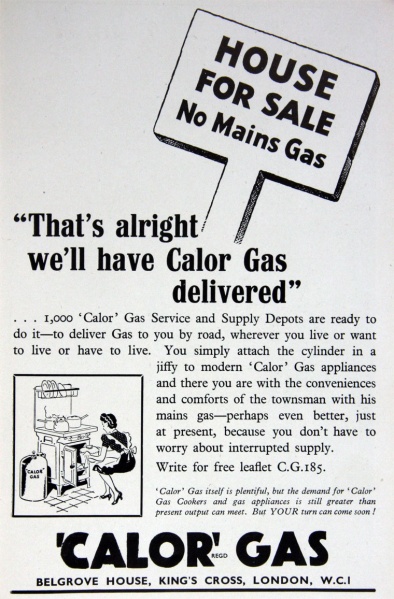 HOUSE
FOR SALE
No Mains Gas
“That's alright
we'll have Calor Gas
delivered”
. . . 1,000 ‘Calor’ Gas Service and Supply Depots are ready to
do it—to deliver Gas to you by road, wherever you live or want
to live or have to live. You simply attach the cylinder in a
jiffy to modern ‘Calor’ Gas appliances
and there you are with the conveniences
and comforts of the townsman with his
mains gas—perhaps even better, just
at present, because you don't have to
worry about interrupted supply.
Write for free leaflet C.G.185.
"CALOR"
GAS
‘Calor’ Gas itself is plentiful, but the demand for ‘Calor’
Gas Cookers and gas appliances is still greater than
present output can meet. But YOUR turn can come soon !
'CALOR' REGD GAS
BELGROVE HOUSE, KING'S CROSS, LONDON, W.C.1